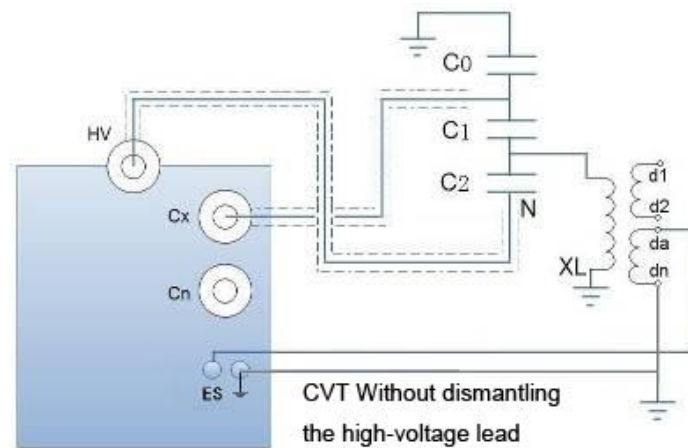 C0
HV
C1
C2
d1
Cx
N
d2
da
XL
dn
Cn
ES
CVT Without dismantling
the high-voltage lead